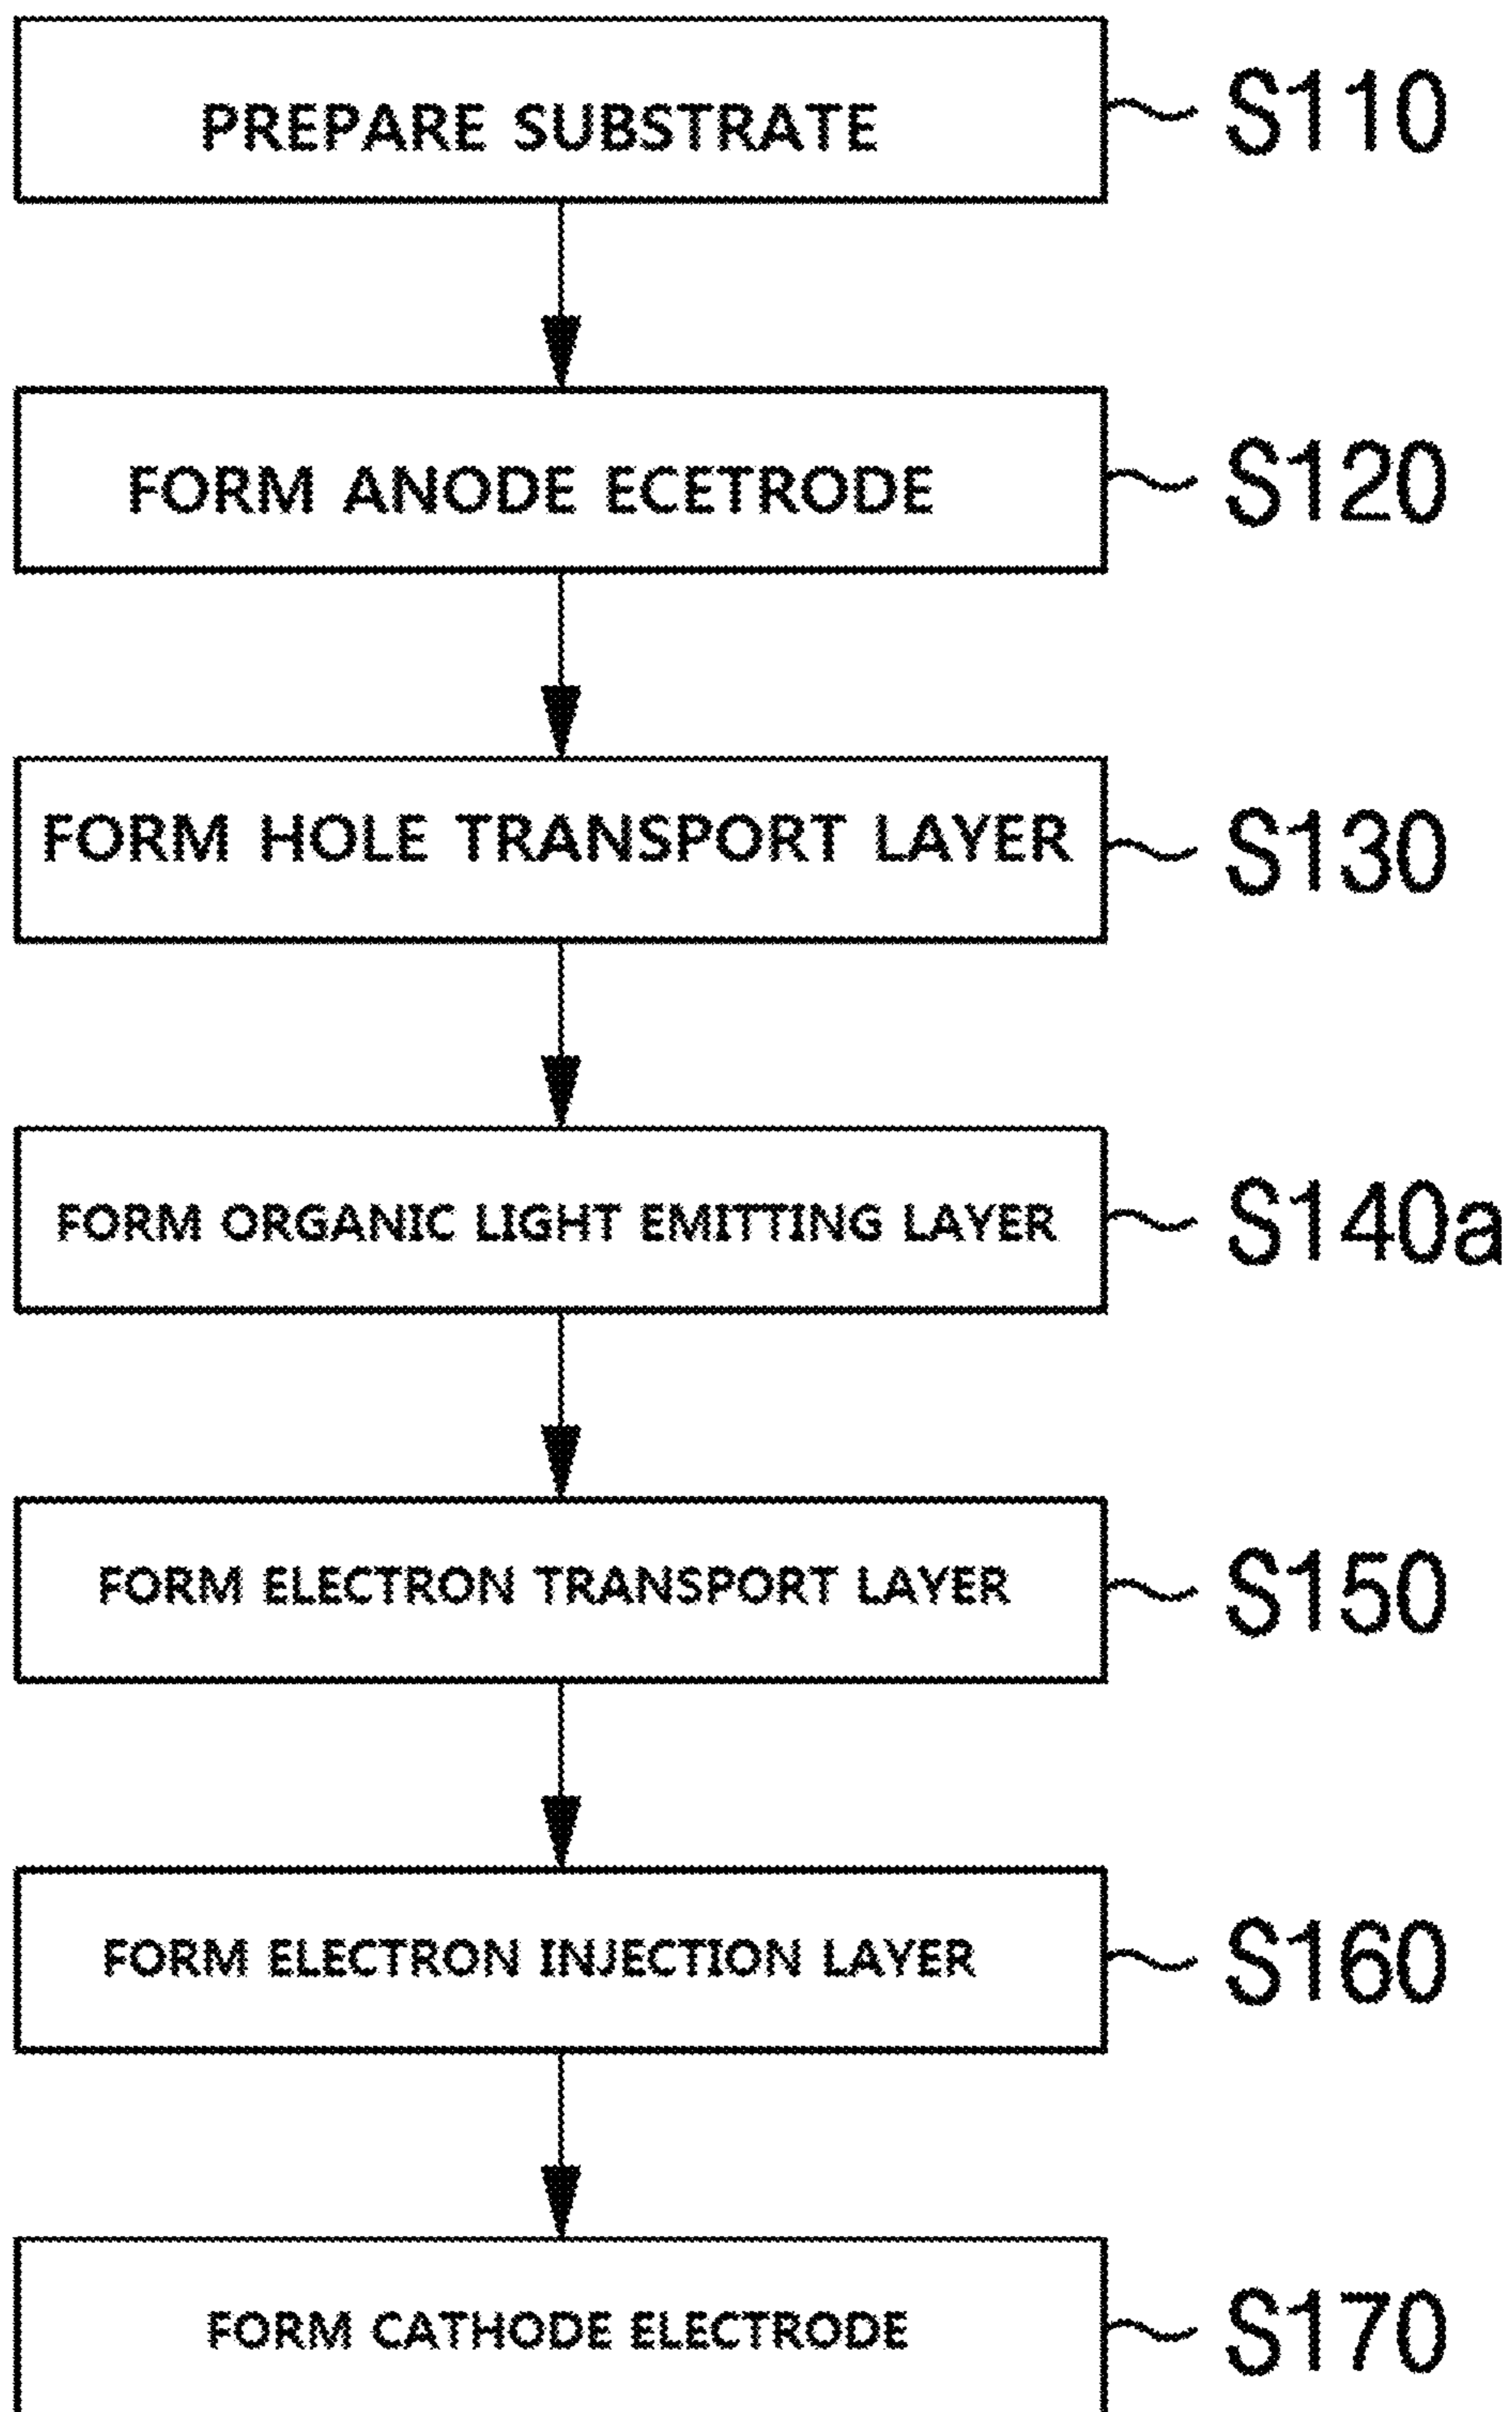 PREPARE SUBSTRATE S110
FORM ANODE ECETRODE S120
FORM HOLE TRANSPORT LAYER S130
FORM ORGANIC LIGHT EMITTING LAYER S140a
FORM ELECTRON TRANSPORT LAYER S150
FORM ELECTRON INJECTION LAYER S160
FORM CATHODE ELECTRODE S170